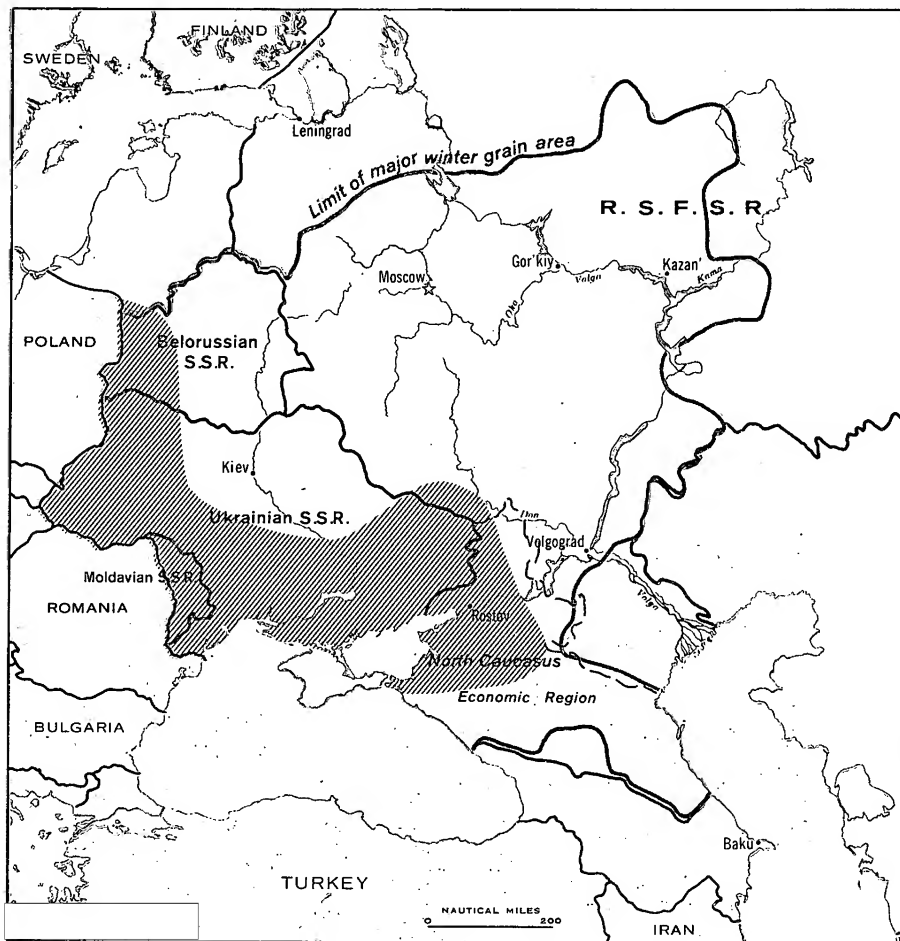 FINLAND
SWEDEN
Leningrad
Limit of major winter grain area
R. S. F. S. R
Gor'kiy
Kazan'
Moscow
Volga
Kama
Oka
POLAND
Belorussian
S.S.R.
Kiev
Ukrainian S.S.R.
Don
Volgograd
Moldavian S.S.R.
Volga
ROMANIA
Rostov
North Caucasus
Economic Region
BULGARIA
Baku
TURKEY
NAUTICAL MILES
0 200
IRAN